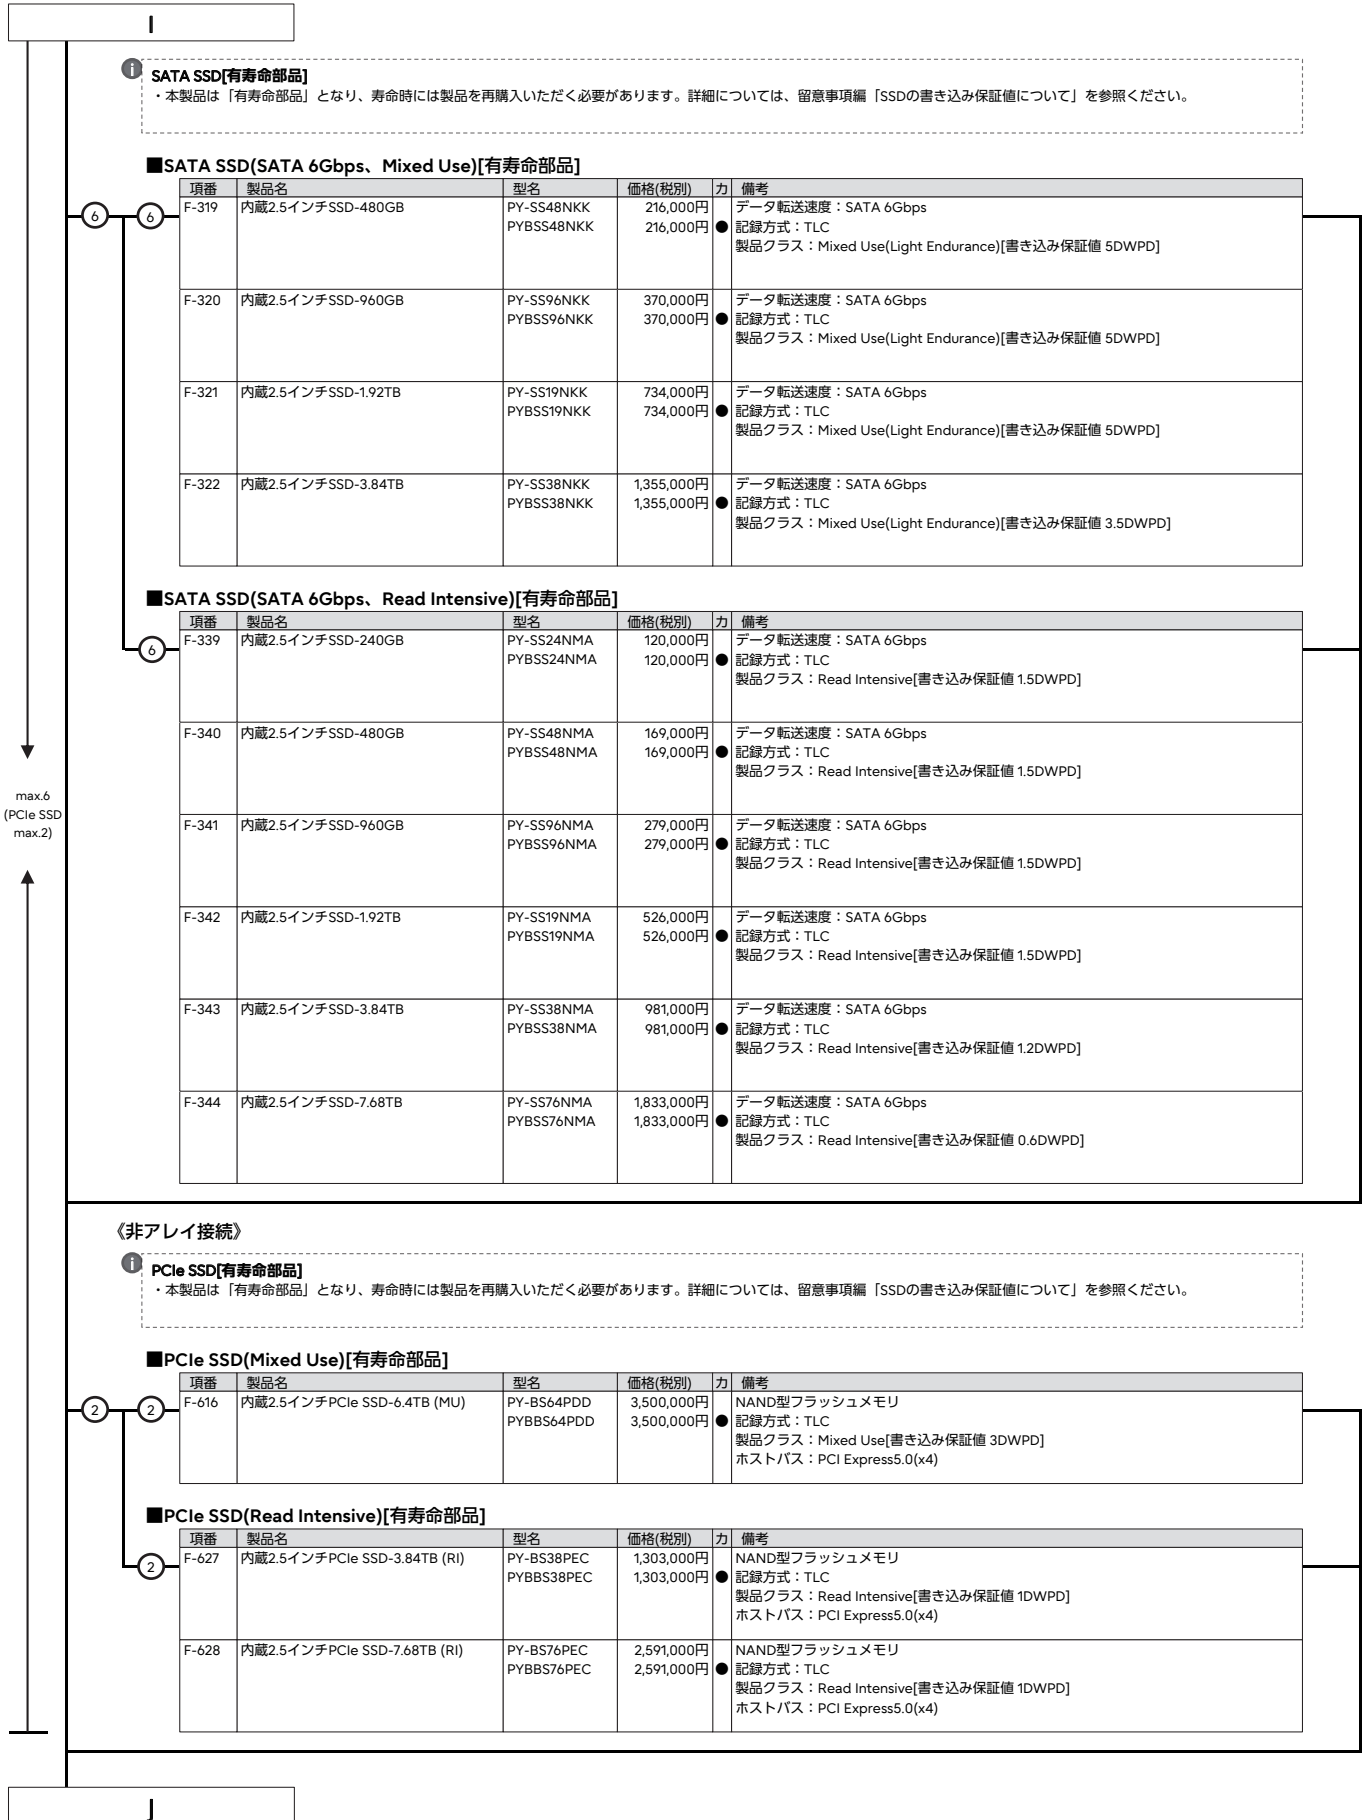 I
i
SATA SSD[有寿命部品]
・本製品は「有寿命部品」となり、寿命時には製品を再購入いただく必要があります。詳細については、留意事項編「SSDの書き込み保証値について」を参照ください。
■SATA SSD(SATA 6Gbps、Mixed Use)[有寿命部品]
項番 製品名 型名 価格(税別) カ 備考
6 6 F-319 内蔵2.5インチSSD-480GB PY-SS48NKK 216,000円 データ転送速度：SATA 6Gbps
PYBSS48NKK 216,000円 ● 記録方式：TLC
製品クラス：Mixed Use(Light Endurance)[書き込み保証値 5DWPD]
F-320 内蔵2.5インチSSD-960GB PY-SS96NKK 370,000円 データ転送速度：SATA 6Gbps
PYBSS96NKK 370,000円 ● 記録方式：TLC
製品クラス：Mixed Use(Light Endurance)[書き込み保証値 5DWPD]
F-321 内蔵2.5インチSSD-1.92TB PY-SS19NKK 734,000円 データ転送速度：SATA 6Gbps
PYBSS19NKK 734,000円 ● 記録方式：TLC
製品クラス：Mixed Use(Light Endurance)[書き込み保証値 5DWPD]
F-322 内蔵2.5インチSSD-3.84TB PY-SS38NKK 1,355,000円 データ転送速度：SATA 6Gbps
PYBSS38NKK 1,355,000円 ● 記録方式：TLC
製品クラス：Mixed Use(Light Endurance)[書き込み保証値 3.5DWPD]
■SATA SSD(SATA 6Gbps、Read Intensive)[有寿命部品]
項番 製品名 型名 価格(税別) カ 備考
6 F-339 内蔵2.5インチSSD-240GB PY-SS24NMA 120,000円 データ転送速度：SATA 6Gbps
PYBSS24NMA 120,000円 ● 記録方式：TLC
製品クラス：Read Intensive[書き込み保証値 1.5DWPD]
F-340 内蔵2.5インチSSD-480GB PY-SS48NMA 169,000円 データ転送速度：SATA 6Gbps
PYBSS48NMA 169,000円 ● 記録方式：TLC
製品クラス：Read Intensive[書き込み保証値 1.5DWPD]
max.6
(PCIe SSD
max.2)
F-341 内蔵2.5インチSSD-960GB PY-SS96NMA 279,000円 データ転送速度：SATA 6Gbps
PYBSS96NMA 279,000円 ● 記録方式：TLC
製品クラス：Read Intensive[書き込み保証値 1.5DWPD]
F-342 内蔵2.5インチSSD-1.92TB PY-SS19NMA 526,000円 データ転送速度：SATA 6Gbps
PYBSS19NMA 526,000円 ● 記録方式：TLC
製品クラス：Read Intensive[書き込み保証値 1.5DWPD]
F-343 内蔵2.5インチSSD-3.84TB PY-SS38NMA 981,000円 データ転送速度：SATA 6Gbps
PYBSS38NMA 981,000円 ● 記録方式：TLC
製品クラス：Read Intensive[書き込み保証値 1.2DWPD]
F-344 内蔵2.5インチSSD-7.68TB PY-SS76NMA 1,833,000円 データ転送速度：SATA 6Gbps
PYBSS76NMA 1,833,000円 ● 記録方式：TLC
製品クラス：Read Intensive[書き込み保証値 0.6DWPD]
《非アレイ接続》
i
PCIe SSD[有寿命部品]
・本製品は「有寿命部品」となり、寿命時には製品を再購入いただく必要があります。詳細については、留意事項編「SSDの書き込み保証値について」を参照ください。
■PCIe SSD(Mixed Use)[有寿命部品]
項番 製品名 型名 価格(税別) カ 備考
2 2 F-616 内蔵2.5インチPCIe SSD-6.4TB (MU) PY-BS64PDD 3,500,000円 NAND型フラッシュメモリ
PYBBS64PDD 3,500,000円 ● 記録方式：TLC
製品クラス：Mixed Use[書き込み保証値 3DWPD]
ホストバス：PCI Express5.0(x4)
■PCIe SSD(Read Intensive)[有寿命部品]
項番 製品名 型名 価格(税別) カ 備考
2 F-627 内蔵2.5インチPCIe SSD-3.84TB (RI) PY-BS38PEC 1,303,000円 NAND型フラッシュメモリ
PYBBS38PEC 1,303,000円 ● 記録方式：TLC
製品クラス：Read Intensive[書き込み保証値 1DWPD]
ホストバス：PCI Express5.0(x4)
F-628 内蔵2.5インチPCIe SSD-7.68TB (RI) PY-BS76PEC 2,591,000円 NAND型フラッシュメモリ
PYBBS76PEC 2,591,000円 ● 記録方式：TLC
製品クラス：Read Intensive[書き込み保証値 1DWPD]
ホストバス：PCI Express5.0(x4)
J